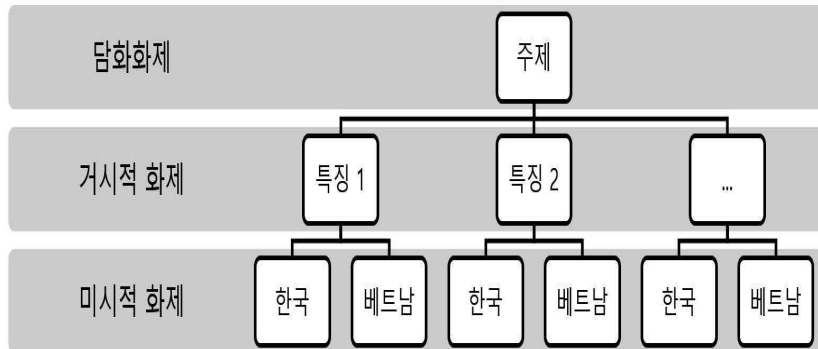 담화화제
주제
거시적 화제
특징 1
특징 2
...
미시적 화제
한국
베트남
한국
베트남
한국
베트남